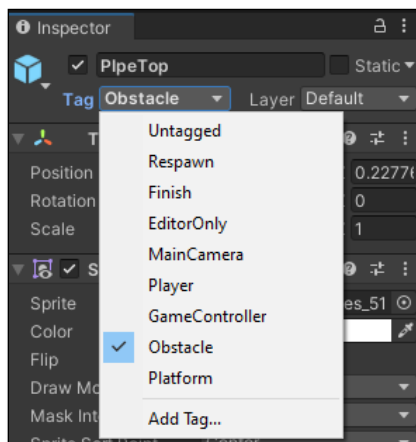 Inspector
PIpeTop Static
Tag Obstacle Layer Default
Untagged
Respawn
Finish
EditorOnly
MainCamera
Player
GameController
Obstacle
Platform
Add Tag...
T
Position 0.22776
Rotation 0
Scale 1
S
Sprite es_51
Color
Flip
Draw Mo
Mask Int